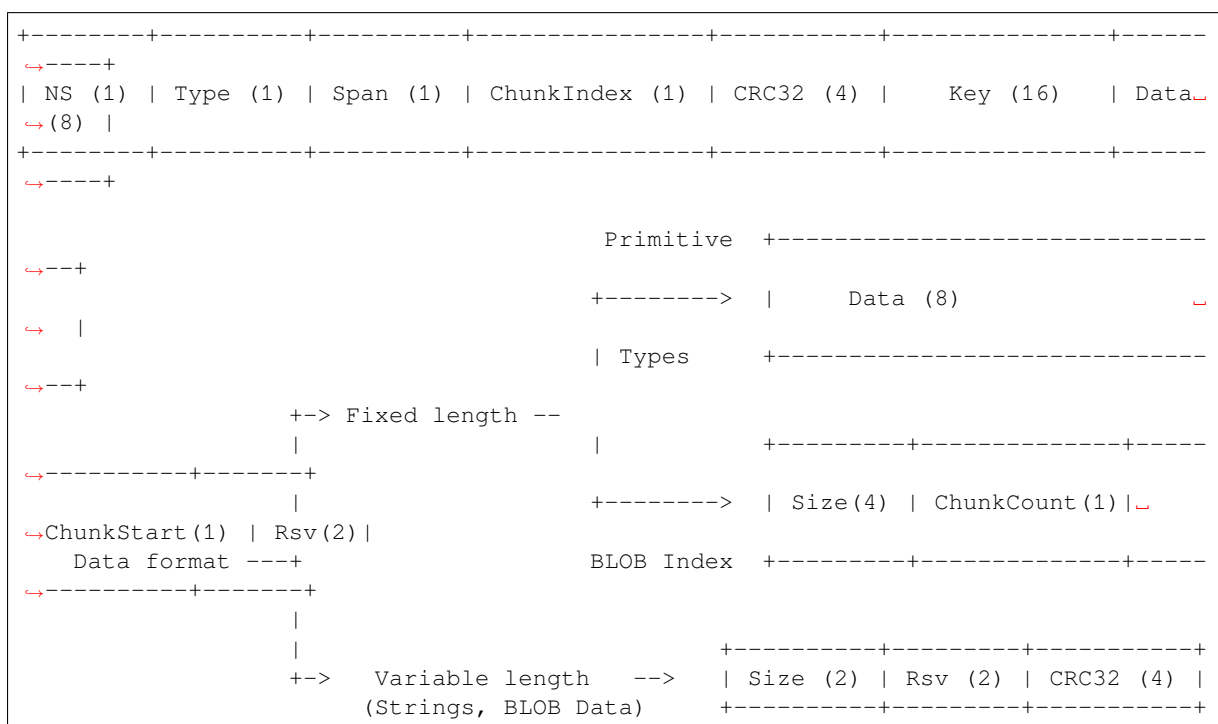 +--------+----------+----------+----------------+-----------+---------------+------
↪----+
| NS (1) | Type (1) | Span (1) | ChunkIndex (1) | CRC32 (4) |    Key (16)   | Data␣
↪(8) |
+--------+----------+----------+----------------+-----------+---------------+------
↪----+
                                         Primitive  +------------------------------
↪--+
                                        +-------->  |     Data (8)                ␣
↪  |
                                        | Types     +------------------------------
↪--+
                   +-> Fixed length --
                   |                    |           +---------+--------------+-----
↪----------+-------+
                   |                    +-------->  | Size(4) | ChunkCount(1)|␣
↪ChunkStart(1) | Rsv(2)|
    Data format ---+                    BLOB Index  +---------+--------------+-----
↪----------+-------+
                   |
                   |                             +----------+---------+-----------+
                   +->   Variable length   -->   | Size (2) | Rsv (2) | CRC32 (4) |
                        (Strings, BLOB Data)     +----------+---------+-----------+